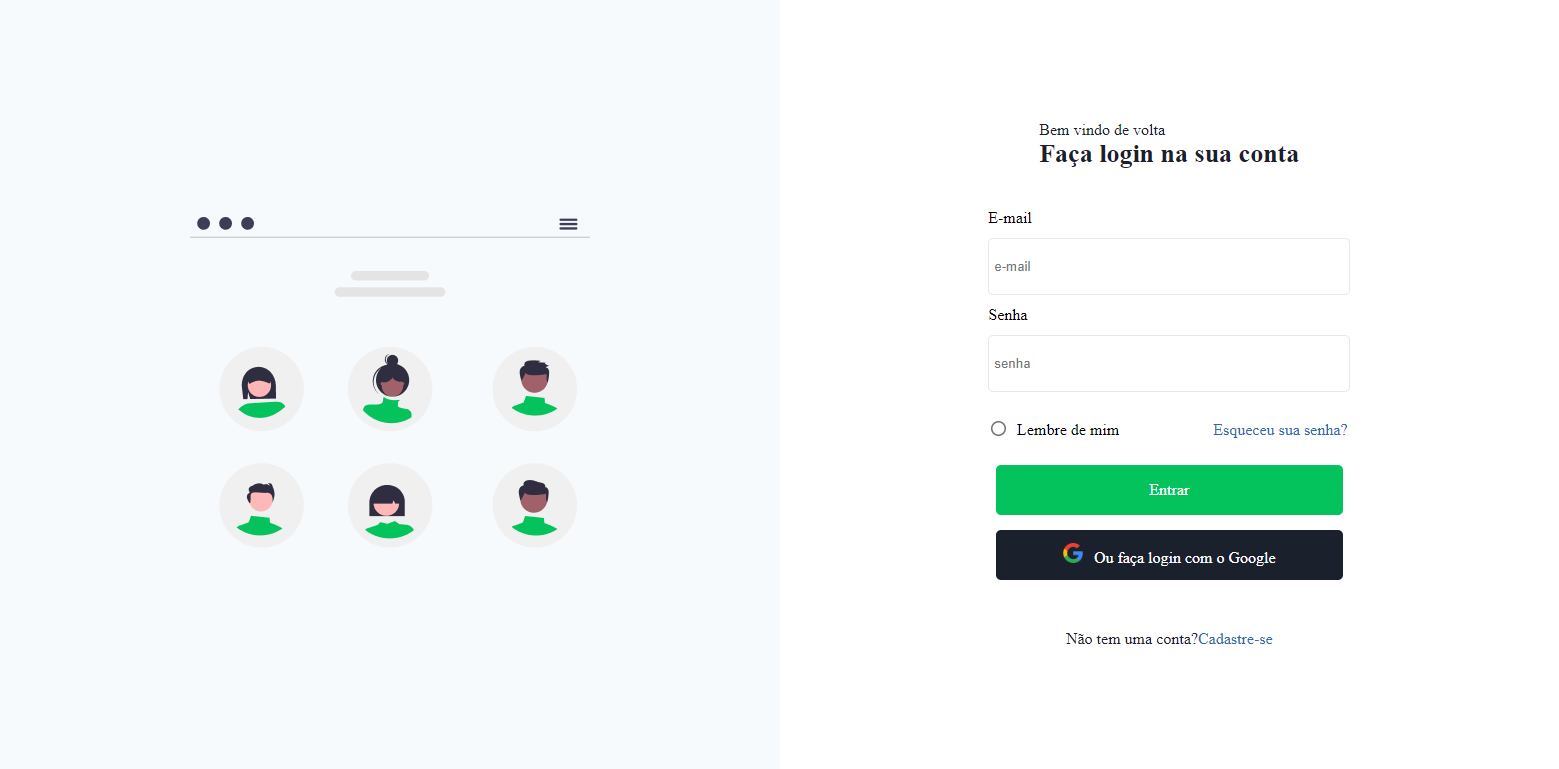 Bem vindo de volta
Faça login na sua conta
E-mail
e-mail
Senha
senha
Lembre de mim
Esqueceu sua senha?
Entrar
Ou faça login com o Google
Não tem uma conta?Cadastre-se